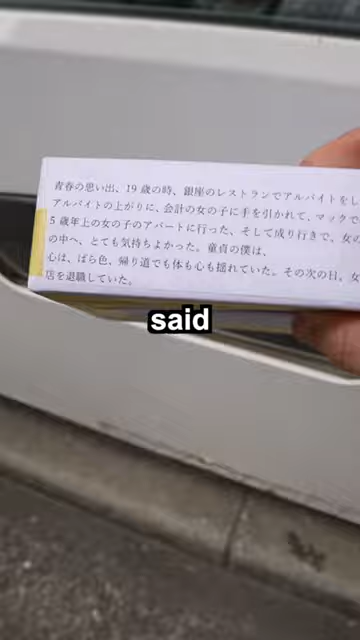 青春の思い出、19 歳の時、銀座のレストランでアルバイトをし
アルバイトの上がりに、会計の女の子に手を引かれて、マックで
5 歳年上の女の子のアパートに行った、そして成り行きで、女の
の中へ、とても気持ちよかった。童貞の僕は、
心は、ばら色、帰り道でも体も心も揺れていた。その次の日、女
店を退職していた。
said